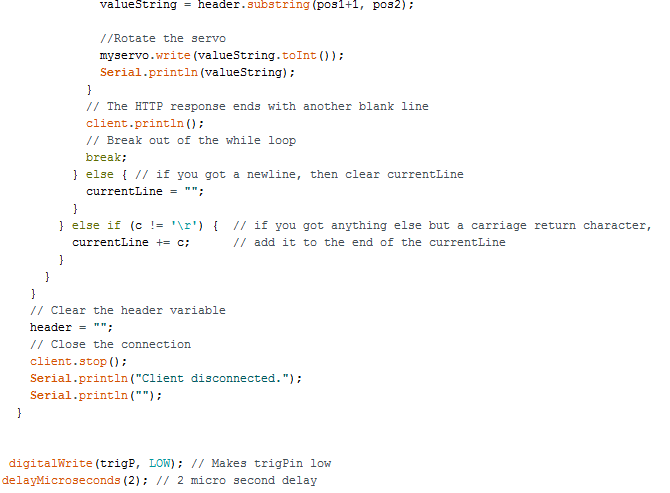 valueString = header.substring(pos1+1, pos2);
//Rotate the servo
myservo.write(valueString.toInt());
Serial.println(valueString);
}
// The HTTP response ends with another blank line
client.println();
// Break out of the while loop
break;
} else { // if you got a newline, then clear currentLine
currentLine = "";
}
} else if (c != '\r') {  // if you got anything else but a carriage return character,
currentLine += c;      // add it to the end of the currentLine
}
}
}
// Clear the header variable
header = "";
// Close the connection
client.stop();
Serial.println("Client disconnected.");
Serial.println("");
}
digitalWrite(trigP, LOW); // Makes trigPin low
delayMicroseconds(2); // 2 micro second delay